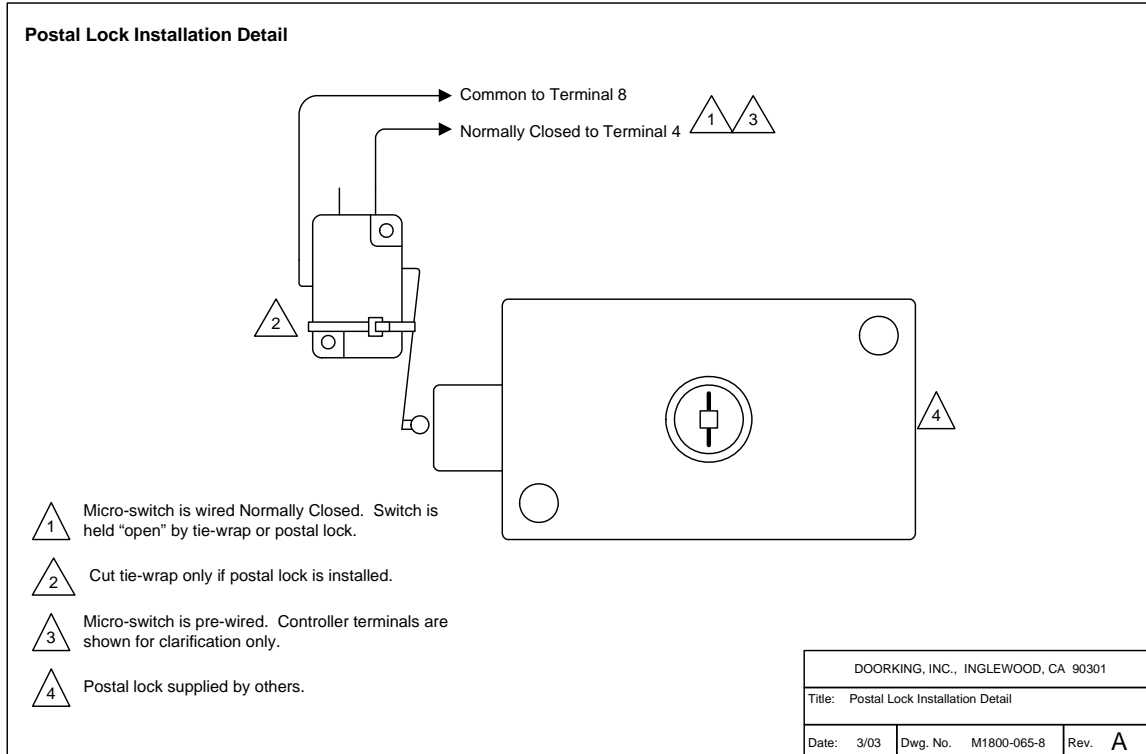 Postal Lock Installation Detail
Common to Terminal 8
Normally Closed to Terminal 4
1
3
2
4
1
Micro-switch is wired Normally Closed. Switch is
held “open” by tie-wrap or postal lock.
2
Cut tie-wrap only if postal lock is installed.
3
Micro-switch is pre-wired. Controller terminals are
shown for clarification only.
4
Postal lock supplied by others.
DOORKING, INC., INGLEWOOD, CA 90301
Title: Postal Lock Installation Detail
Date: 3/03 Dwg. No. M1800-065-8 Rev. A